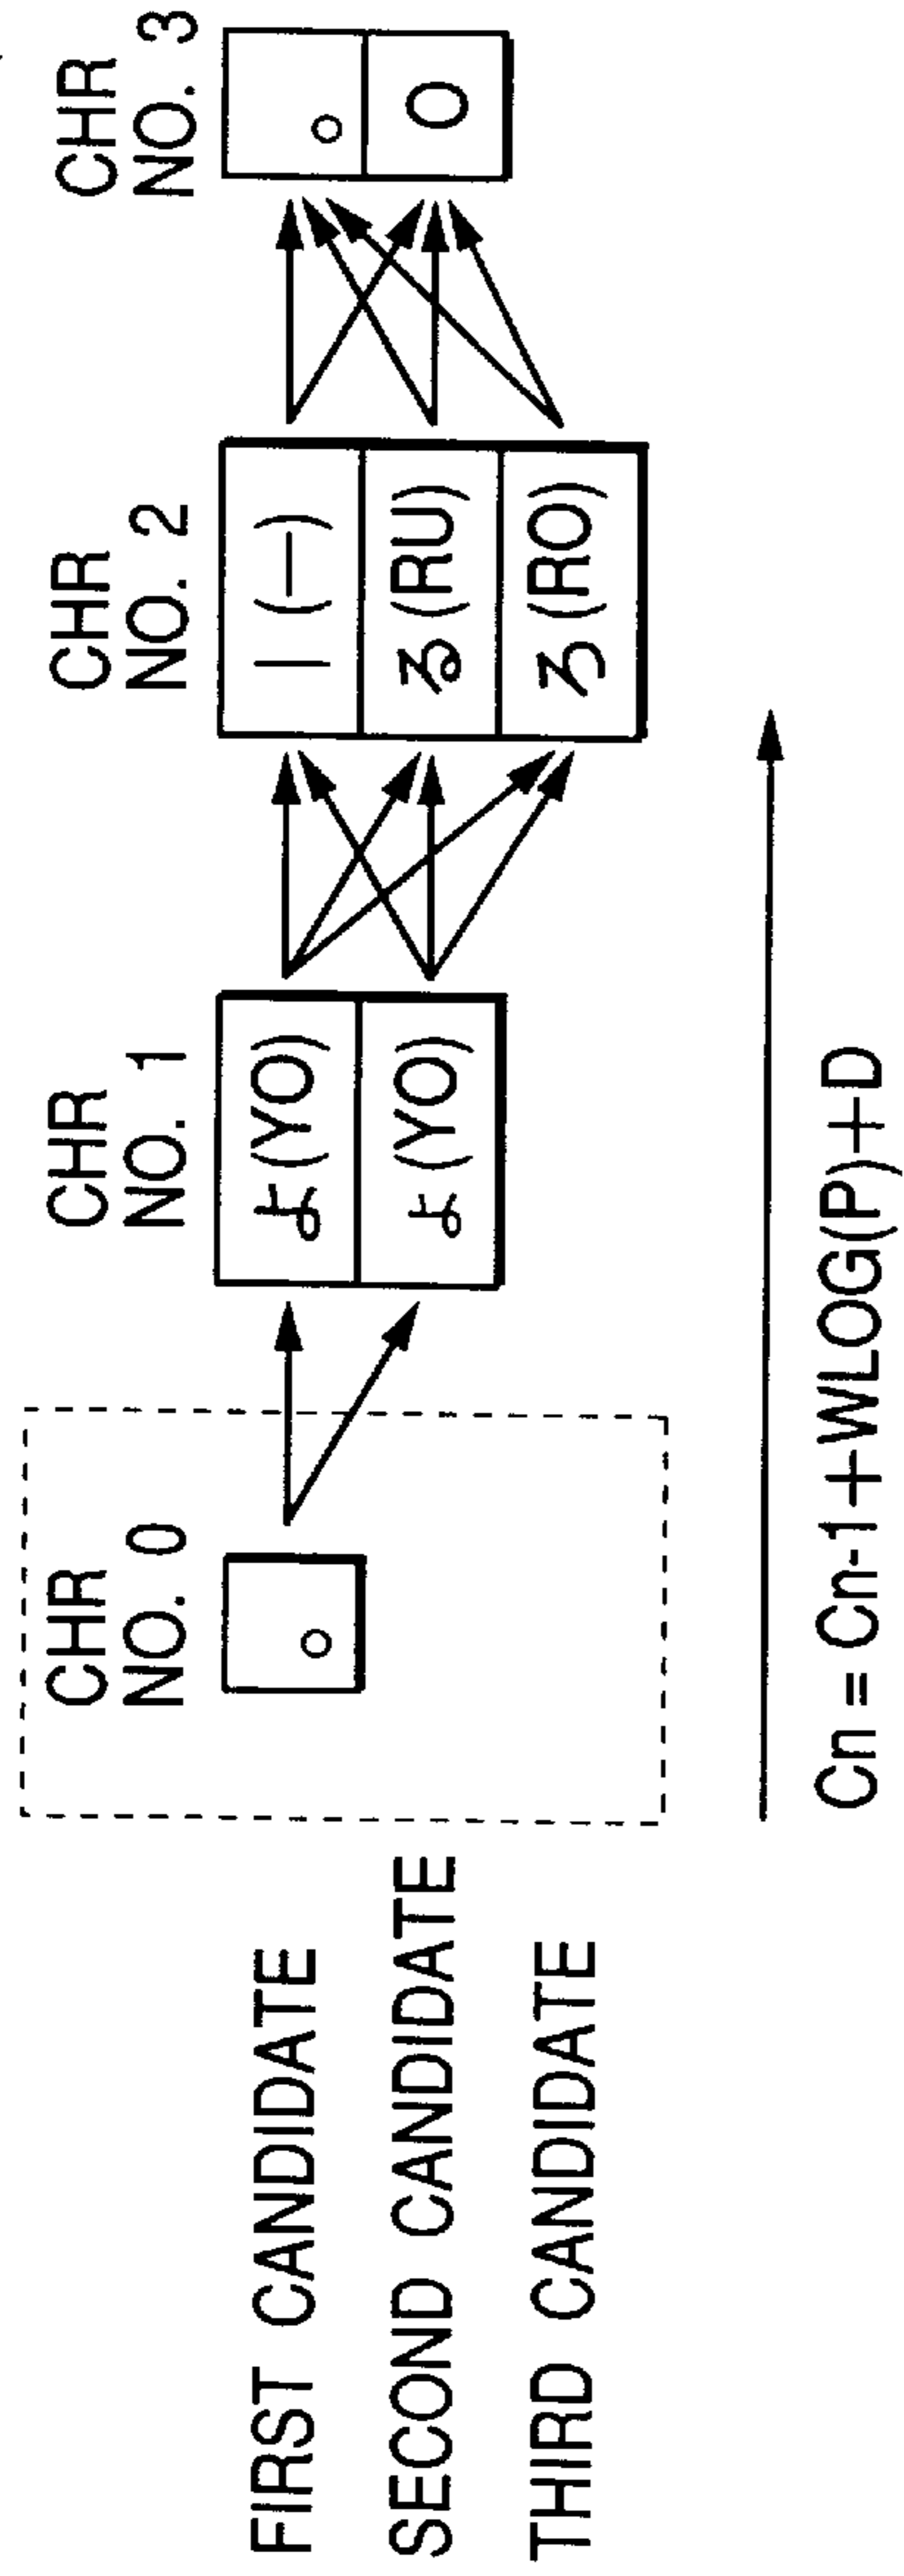 CHR NO. 0 CHR NO. 1 CHR NO. 2 CHR NO. 3
FIRST CANDIDATE 。 よ(YO) | (—) 。
SECOND CANDIDATE ょ(YO) る(RU) O
THIRD CANDIDATE ろ(RO)
Cn = Cn-1+WLOG(P)+D